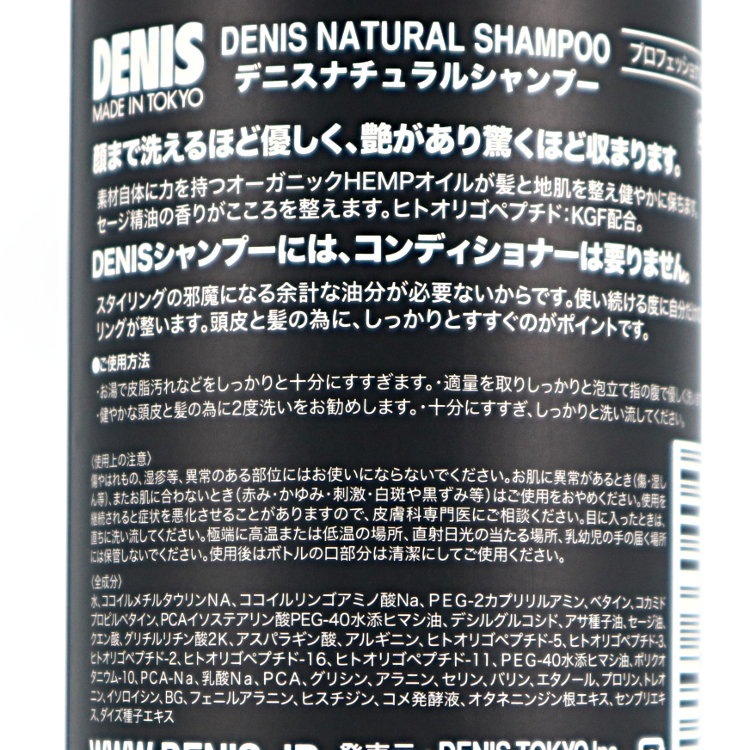 DENIS
MADE IN TOKYO
DENIS NATURAL SHAMPOO
デニスナチュラルシャンプー
プロフェッショナ
顔まで洗えるほど優しく、艶があり驚くほど収まります。
素材自体に力を持つオーガニックHEMPオイルが髪と地肌を整え健やかに保ちます。
セージ精油の香りがこころを整えます。ヒトオリゴペプチド:KGF配合。
DENISシャンプーには、コンディショナーは要りません。
スタイリングの邪魔になる余計な油分が必要ないからです。使い続ける度に自分だけ
リングが整います。頭皮と髪の為に、しっかりとすすぐのがポイントです。
●ご使用方法
・お湯で皮脂汚れなどをしっかりと十分にすすぎます。・適量を取りしっかりと泡立て指の腹で優しく洗い
・健やかな頭皮と髪の為に2度洗いをお勧めします。・十分にすすぎ、しっかりと洗い流してください。
〈使用上の注意〉
傷やはれもの、湿疹等、異常のある部位にはお使いにならないでください。お肌に異常があるとき(傷・湿し
ん等)、またお肌に合わないとき(赤み・かゆみ・刺激・白斑や黒ずみ等)はご使用をおやめください。使用を
継続されると症状を悪化させることがありますので、皮膚科専門医にご相談ください。目に入ったときは、
直ちに洗い流してください。極端に高温または低温の場所、直射日光の当たる場所、乳幼児の手の届く場所
には保管しないでください。使用後はボトルの口部分は清潔にしてご使用ください。
〈全成分〉
水、ココイルメチルタウリンNA、ココイルリンゴアミノ酸Na、PEG-2カプリリルアミン、ベタイン、コカミド
プロピルベタイン、PCAイソステアリン酸PEG-40水添ヒマシ油、デシルグルコシド、アサ種子油、セージ油、
クエン酸、グリチルリチン酸2K、アスパラギン酸、アルギニン、ヒトオリゴペプチド-5、ヒトオリゴペプチド-3、
ヒトオリゴペプチド-2、ヒトオリゴペプチド-16、ヒトオリゴペプチド-11、PEG-40水添ヒマシ油、ポリクオ
タニウム-10、PCA-Na、乳酸Na、PCA、グリシン、アラニン、セリン、バリン、エタノール、プロリン、トレオ
ニン、イソロイシン、BG、フェニルアラニン、ヒスチジン、コメ発酵液、オタネニンジン根エキス、センブリエキ
ス、ダイズ種子エキス
WWW.DENIS-JP 発売元:DENIS TOKYO Inc